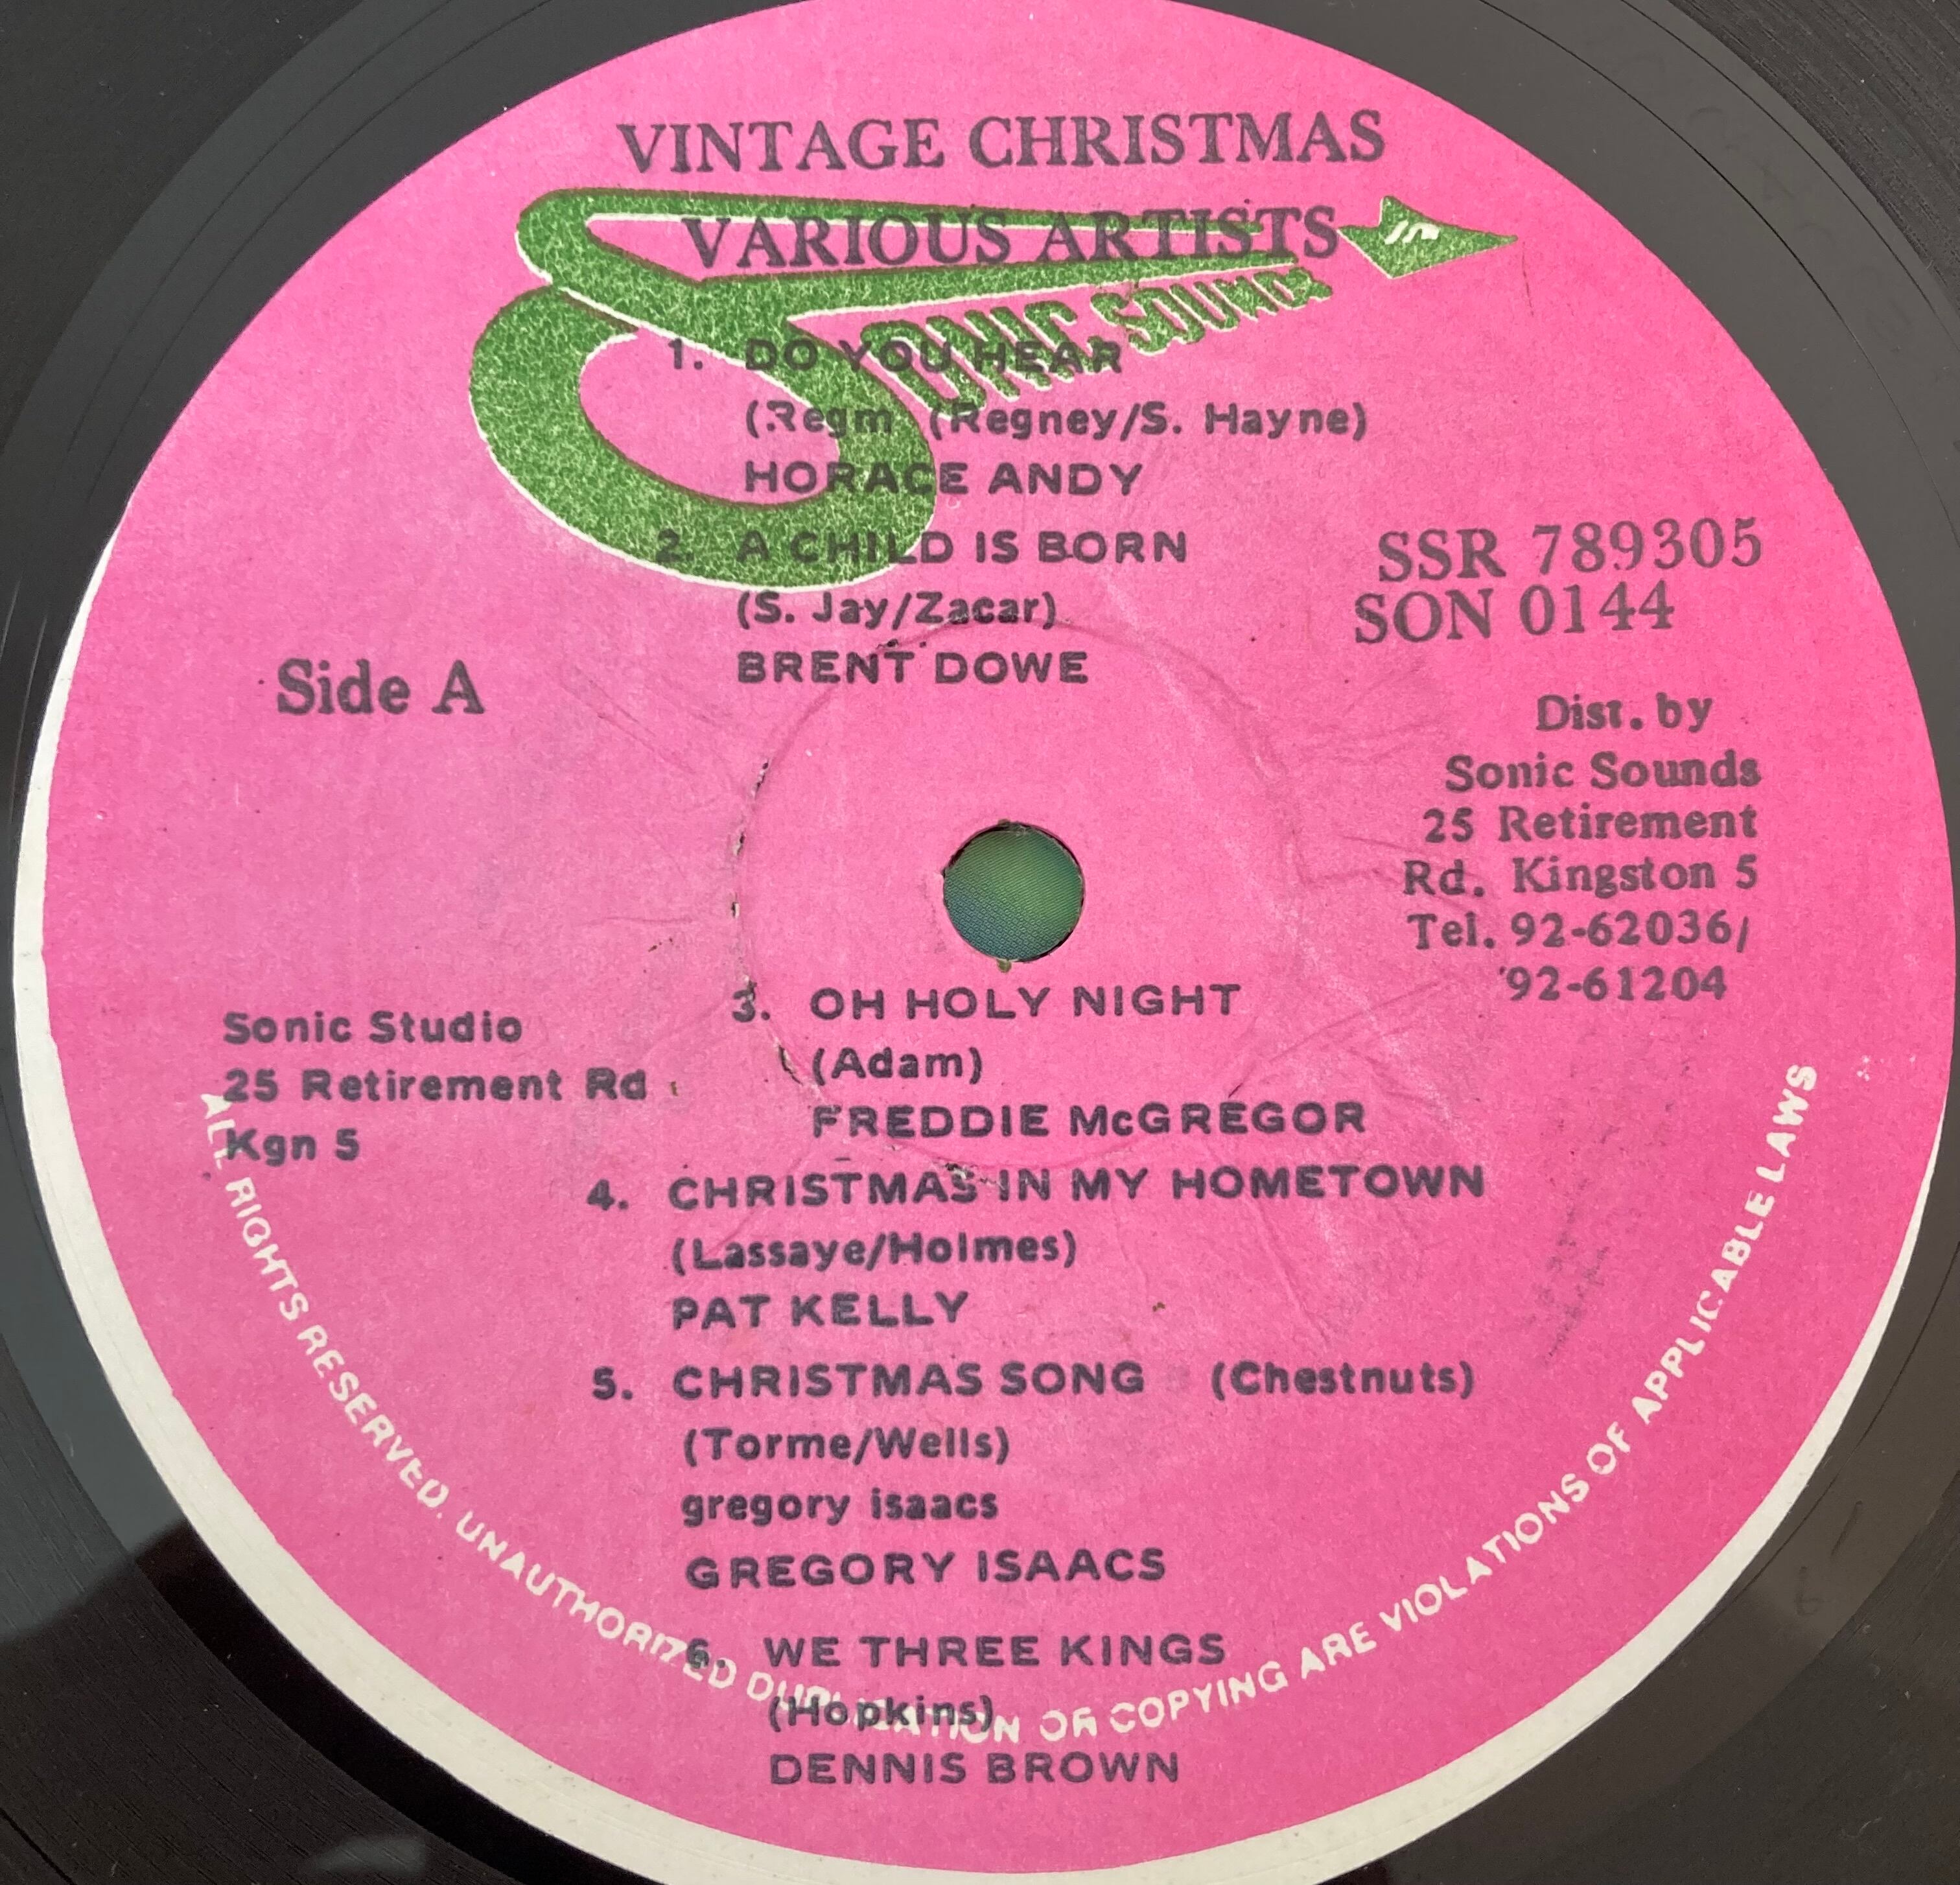 VINTAGE CHRISTMAS
VARIOUS ARTISTS
SONIC SOUNDS
1. DO YOU HEAR
(Regm (Regney/S. Hayne)
HORACE ANDY
2. A CHILD IS BORN
(S. Jay/Zacar)
BRENT DOWE
SSR 789305
SON 0144
Side A
Dist. by
Sonic Sounds
25 Retirement
Rd. Kingston 5
Tel. 92-62036/
92-61204
Sonic Studio
25 Retirement Rd
Kgn 5
3. OH HOLY NIGHT
(Adam)
FREDDIE McGREGOR
4. CHRISTMAS IN MY HOMETOWN
(Lassaye/Holmes)
PAT KELLY
5. CHRISTMAS SONG (Chestnuts)
(Torme/Wells)
gregory isaacs
GREGORY ISAACS
6. WE THREE KINGS
(Hopkins)
DENNIS BROWN
ALL RIGHTS RESERVED. UNAUTHORIZED DUPLICATION OR COPYING ARE VIOLATIONS OF APPLICABLE LAWS